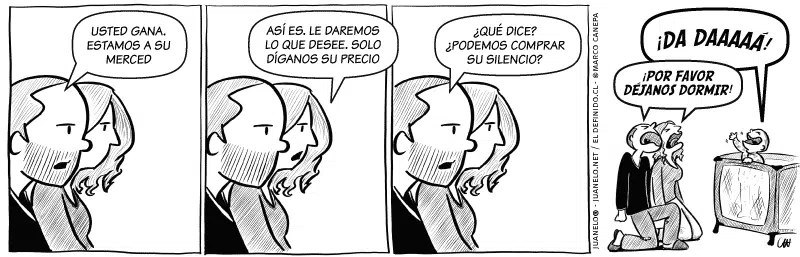 USTED GANA.
ESTAMOS A SU
MERCED
ASÍ ES. LE DAREMOS
LO QUE DESEE. SOLO
DÍGANOS SU PRECIO
¿QUÉ DICE?
¿PODEMOS COMPRAR
SU SILENCIO?
JUANELO® - JUANELO.NET / EL DEFINIDO.CL - @MARCO CANEPA
¡DA DAAAAÁ!
¡POR FAVOR
DÉJANOS DORMIR!